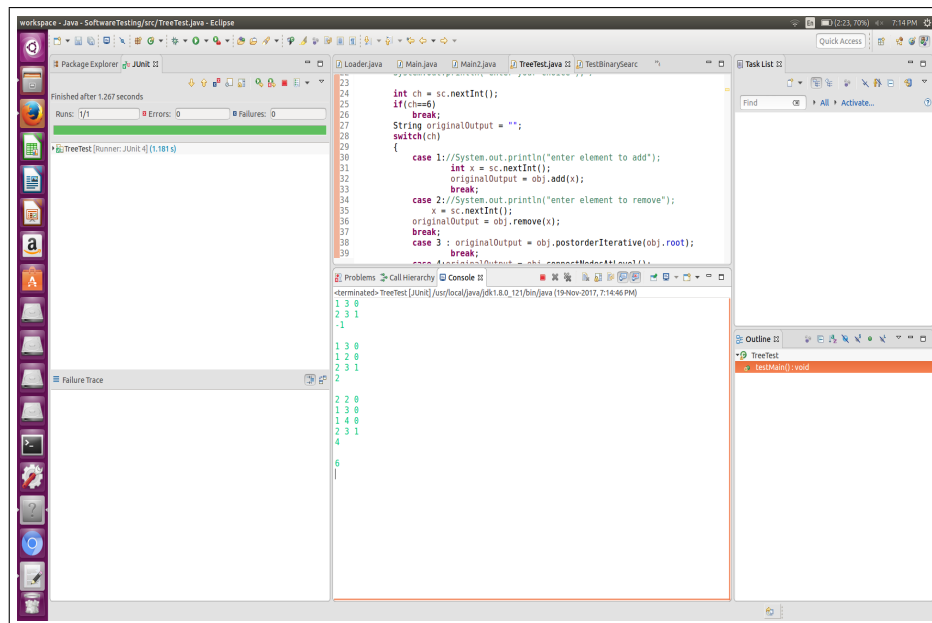 workspace - Java - SoftwareTesting/src/TreeTest.java - Eclipse
En (2:23, 70%) 7:14 PM
Quick Access
Package Explorer JUnit
Finished after 1.267 seconds
Runs: 1/1 Errors: 0 Failures: 0
TreeTest [Runner: JUnit 4] (1.181 s)
Failure Trace
Loader.java Main.java Main2.java TreeTest.java TestBinarySearc
23
24 int ch = sc.nextInt();
25 if(ch==6)
26 break;
27 String originalOutput = "";
28 switch(ch)
29 {
30 case 1://System.out.println("enter element to add");
31 int x = sc.nextInt();
32 originalOutput = obj.add(x);
33 break;
34 case 2://System.out.println("enter element to remove");
35 x = sc.nextInt();
36 originalOutput = obj.remove(x);
37 break;
38 case 3 : originalOutput = obj.postorderIterative(obj.root);
39 break;
Problems Call Hierarchy Console
<terminated> TreeTest [JUnit] /usr/local/java/jdk1.8.0_121/bin/java (19-Nov-2017, 7:14:46 PM)
1 3 0
2 3 1
-1
1 3 0
1 2 0
2 3 1
2
2 2 0
1 3 0
1 4 0
2 3 1
4
6
Task List
Find All Activate...
Outline
TreeTest
testMain() : void